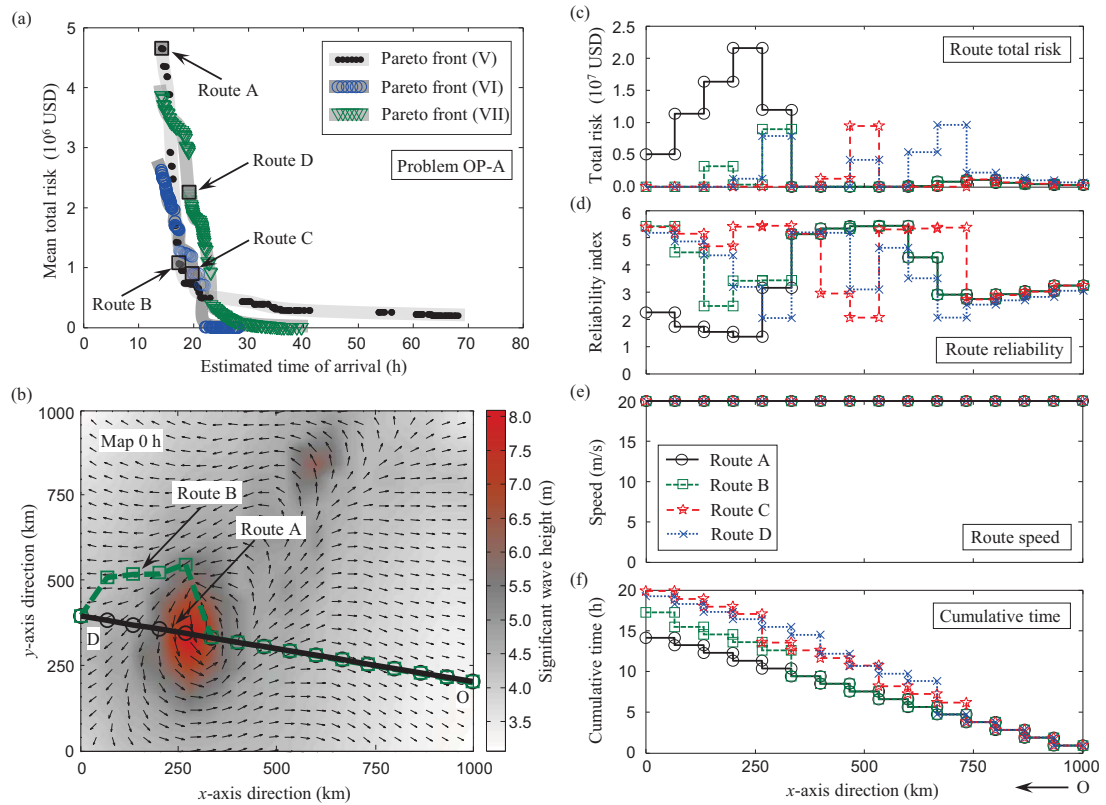 (a)
Mean total risk (10⁶ USD)
5
4
3
2
1
0
Pareto front (V)
Pareto front (VI)
Pareto front (VII)
Problem OP-A
Route A
Route D
Route C
Route B
0 10 20 30 40 50 60 70 80
Estimated time of arrival (h)
(b)
y-axis direction (km)
1000
750
500
250
0
Map 0 h
Route B
Route A
D
O
0 250 500 750 1000
x-axis direction (km)
8.0
7.5
7.0
6.5
6.0
5.5
5.0
4.5
4.0
3.5
Significant wave height (m)
(c)
Total risk (10⁷ USD)
2.5
2.0
1.5
1.0
0.5
0.0
Route total risk
(d)
Reliability index
6
5
4
3
2
1
0
Route reliability
(e)
Speed (m/s)
20
15
0
Route A
Route B
Route C
Route D
Route speed
(f)
Cumulative time (h)
20
15
10
5
0
Cumulative time
0 250 500 750 1000
x-axis direction (km)
O